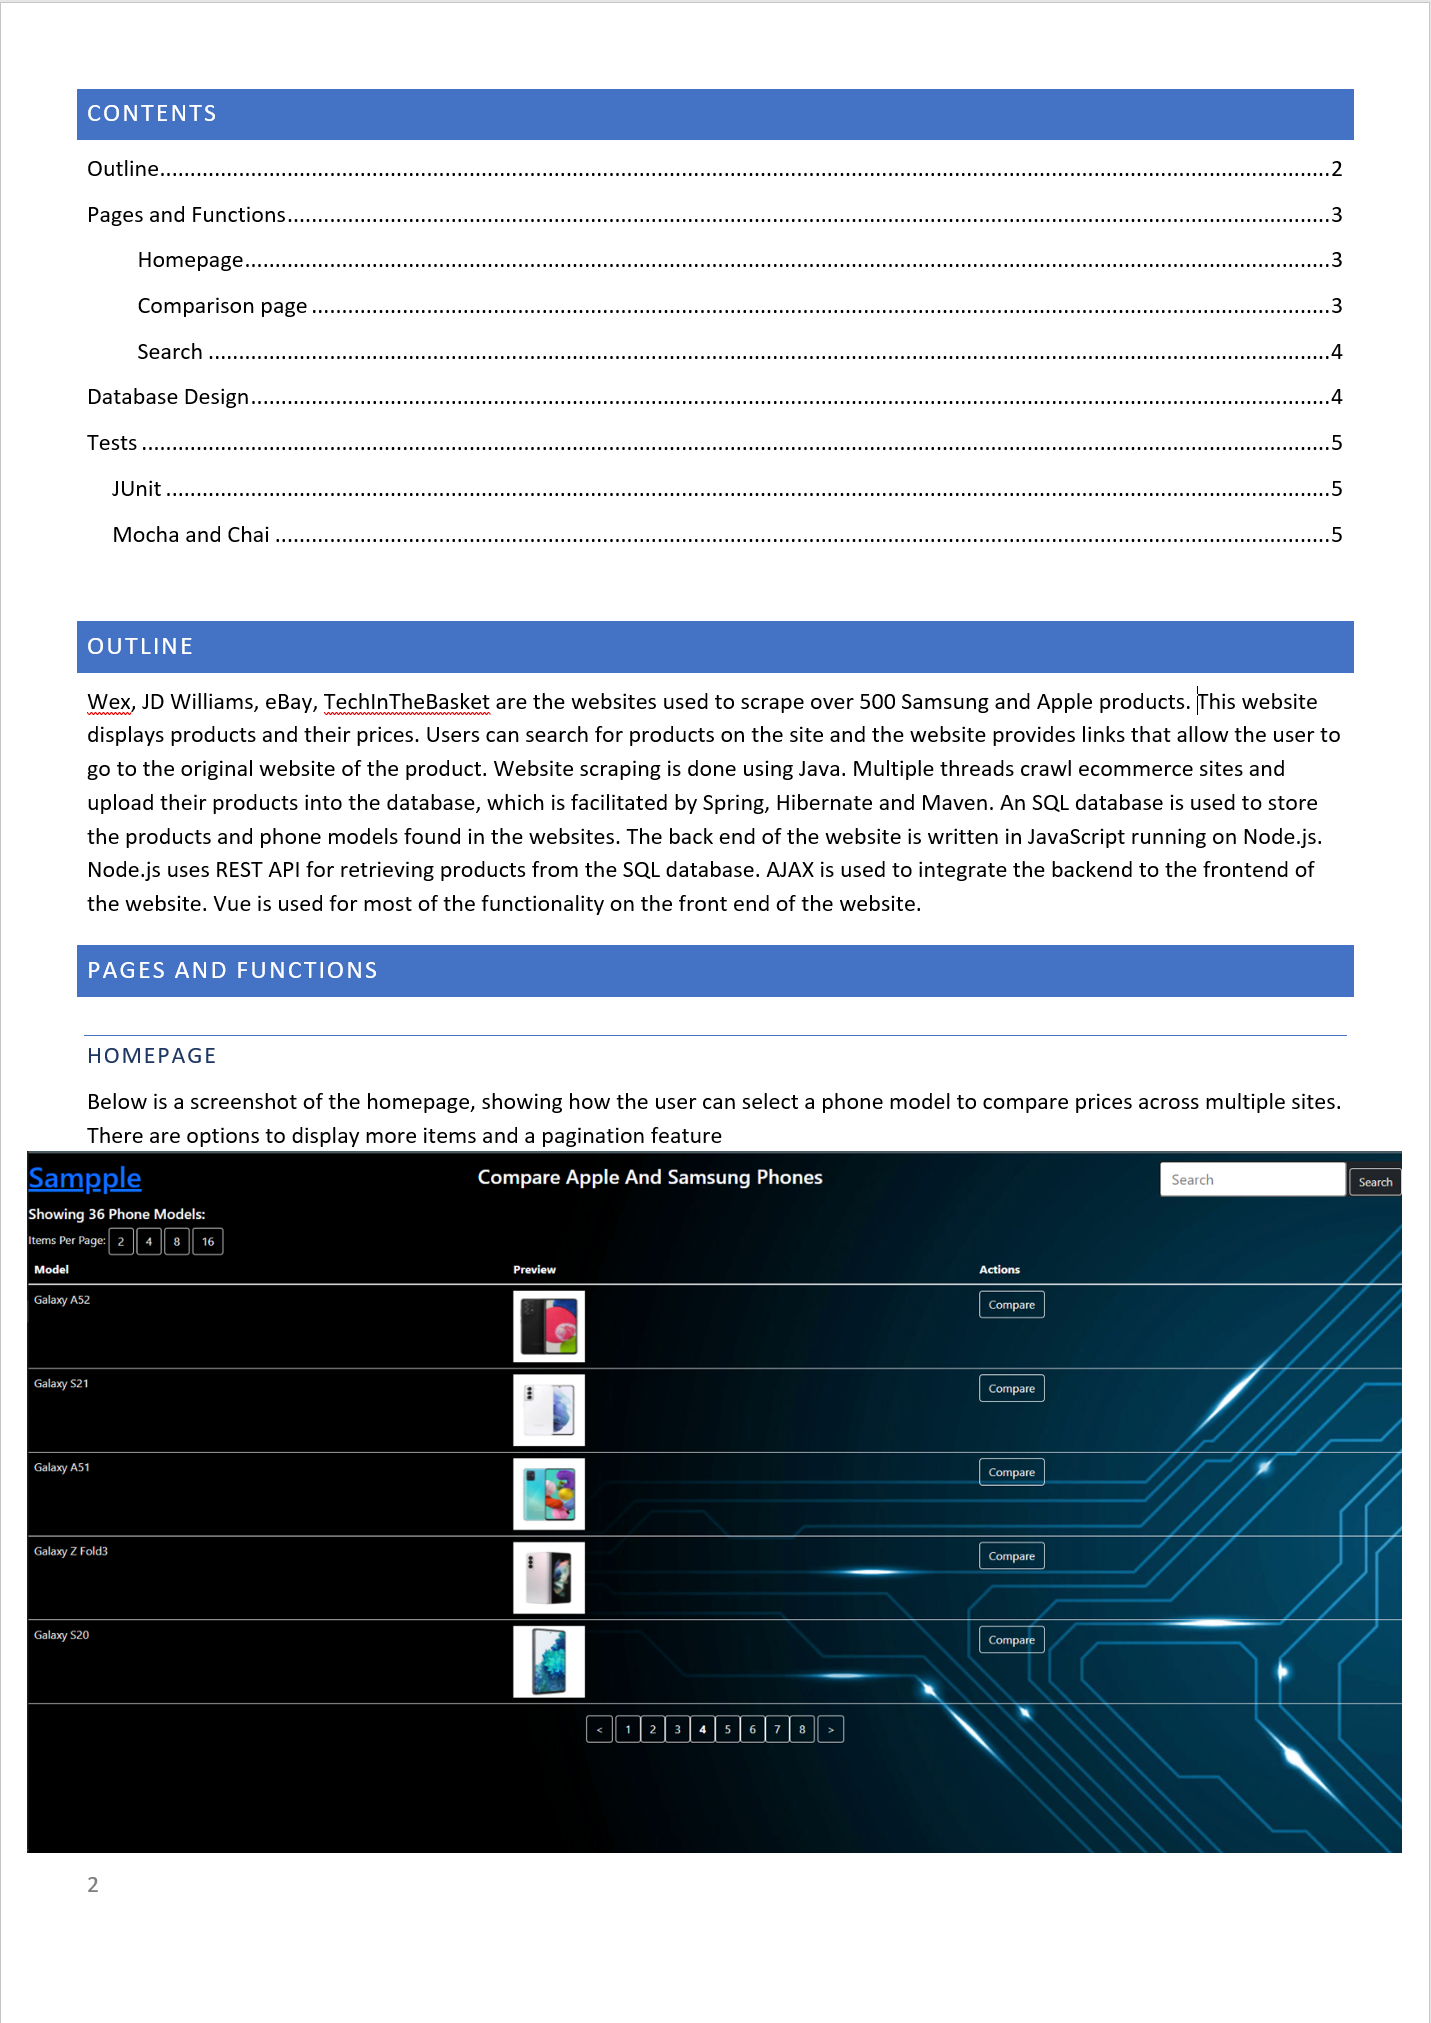 CONTENTS
Outline....................2
Pages and Functions....................3
Homepage....................3
Comparison page ....................3
Search ....................4
Database Design....................4
Tests ....................5
JUnit ....................5
Mocha and Chai ....................5
OUTLINE
Wex, JD Williams, eBay, TechInTheBasket are the websites used to scrape over 500 Samsung and Apple products. This website
displays products and their prices. Users can search for products on the site and the website provides links that allow the user to
go to the original website of the product. Website scraping is done using Java. Multiple threads crawl ecommerce sites and
upload their products into the database, which is facilitated by Spring, Hibernate and Maven. An SQL database is used to store
the products and phone models found in the websites. The back end of the website is written in JavaScript running on Node.js.
Node.js uses REST API for retrieving products from the SQL database. AJAX is used to integrate the backend to the frontend of
the website. Vue is used for most of the functionality on the front end of the website.
PAGES AND FUNCTIONS
HOMEPAGE
Below is a screenshot of the homepage, showing how the user can select a phone model to compare prices across multiple sites.
There are options to display more items and a pagination feature
Sampple Compare Apple And Samsung Phones Search Search
Showing 36 Phone Models:
Items Per Page: 2 4 8 16
Model Preview Actions
Galaxy A52 Compare
Galaxy S21 Compare
Galaxy A51 Compare
Galaxy Z Fold3 Compare
Galaxy S20 Compare
< 1 2 3 4 5 6 7 8 >
2